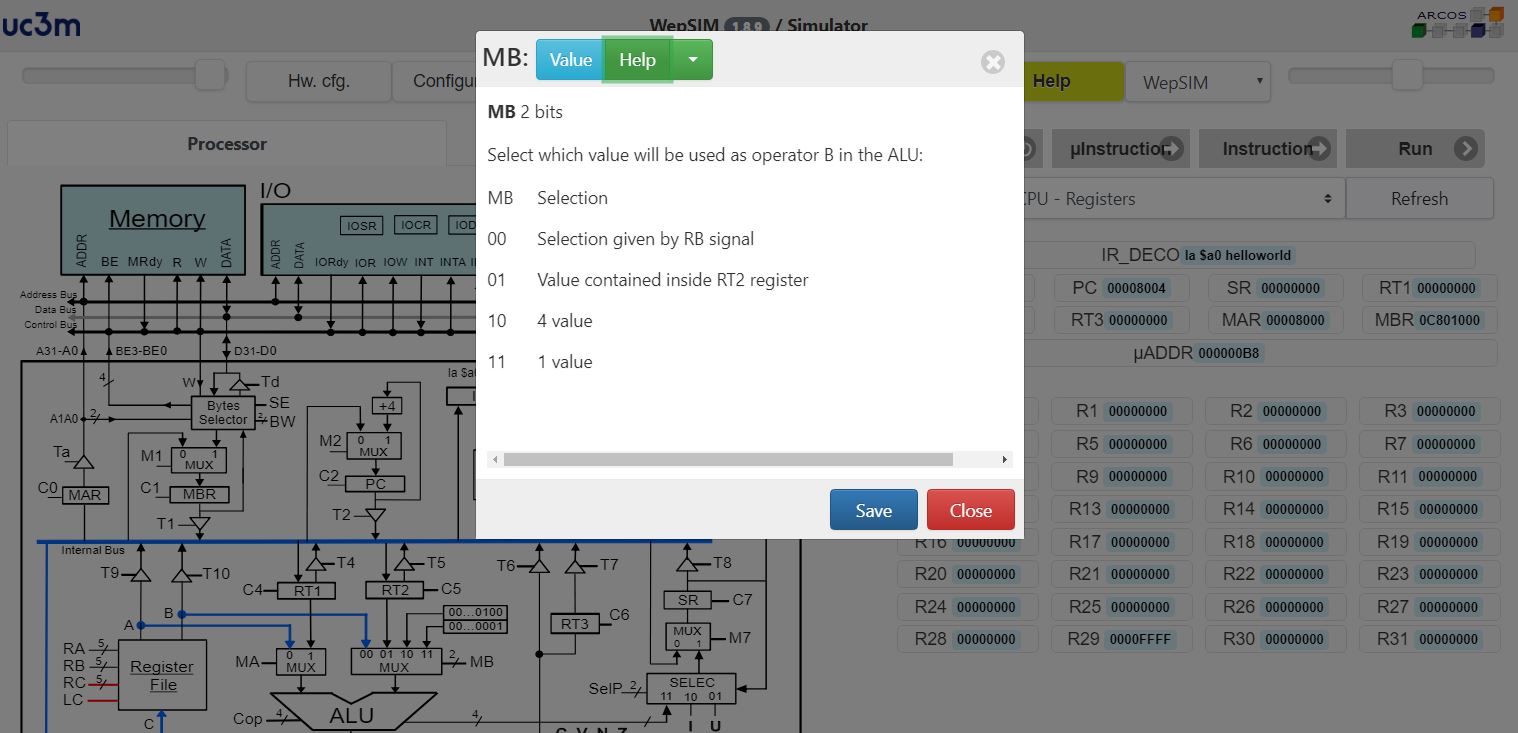 uc3m
WepSIM 1.8.9 / Simulator
ARCOS
Hw. cfg.
Configu
Help
WepSIM
MB: Value Help
MB 2 bits
Select which value will be used as operator B in the ALU:
MB Selection
00 Selection given by RB signal
01 Value contained inside RT2 register
10 4 value
11 1 value
Save Close
Processor
µInstruction Instruction Run
CPU - Registers Refresh
IR_DECO la $a0 helloworld
PC 00008004 SR 00000000 RT1 00000000
RT3 00000000 MAR 00008000 MBR 0C801000
µADDR 000000B8
R1 00000000 R2 00000000 R3 00000000
R5 00000000 R6 00000000 R7 00000000
R9 00000000 R10 00000000 R11 00000000
R13 00000000 R14 00000000 R15 00000000
R16 00000000 R17 00000000 R18 00000000 R19 00000000
R20 00000000 R21 00000000 R22 00000000 R23 00000000
R24 00000000 R25 00000000 R26 00000000 R27 00000000
R28 00000000 R29 0000FFFF R30 00000000 R31 00000000
I/O
Memory
IOSR IOCR IOD
ADDR BE MRdy R W DATA
ADDR DATA IORdy IOR IOW INT INTA
Address Bus
Data Bus
Control Bus
A31-A0 BE3-BE0 D31-D0
la $a
4 W Td
Bytes Selector SE
BW
2
A1A0 2
+4
Ta
M1 0 1 MUX
M2 0 1 MUX
C0 MAR C1 MBR
C2 PC
T1 T2
Internal Bus
T9 T10 T4 T5 T6 T7 T8
C4 RT1 RT2 C5
RT3 C6
SR C7
00...0100
00...0001
B
A
MUX 0 1 M7
RA 5
RB 5
RC 5
LC
Register File
MA 0 1 MUX
00 01 10 11 MUX 2 MB
SelP 2 SELEC 11 10 01
Cop 4 ALU 4
I U
C
C V N Z